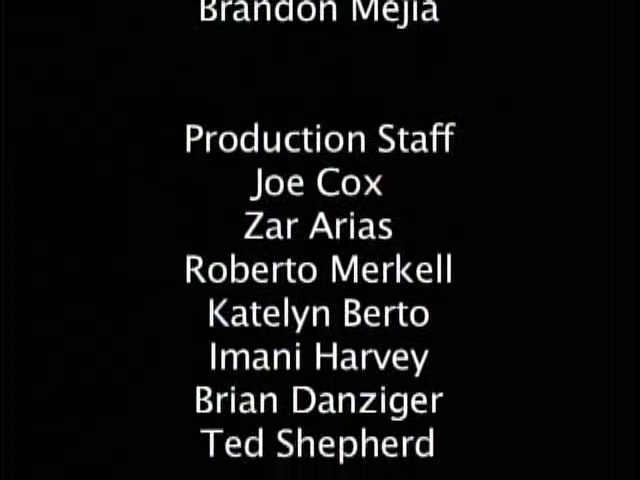 Brandon Mejia
Production Staff
Joe Cox
Zar Arias
Roberto Merkell
Katelyn Berto
Imani Harvey
Brian Danziger
Ted Shepherd